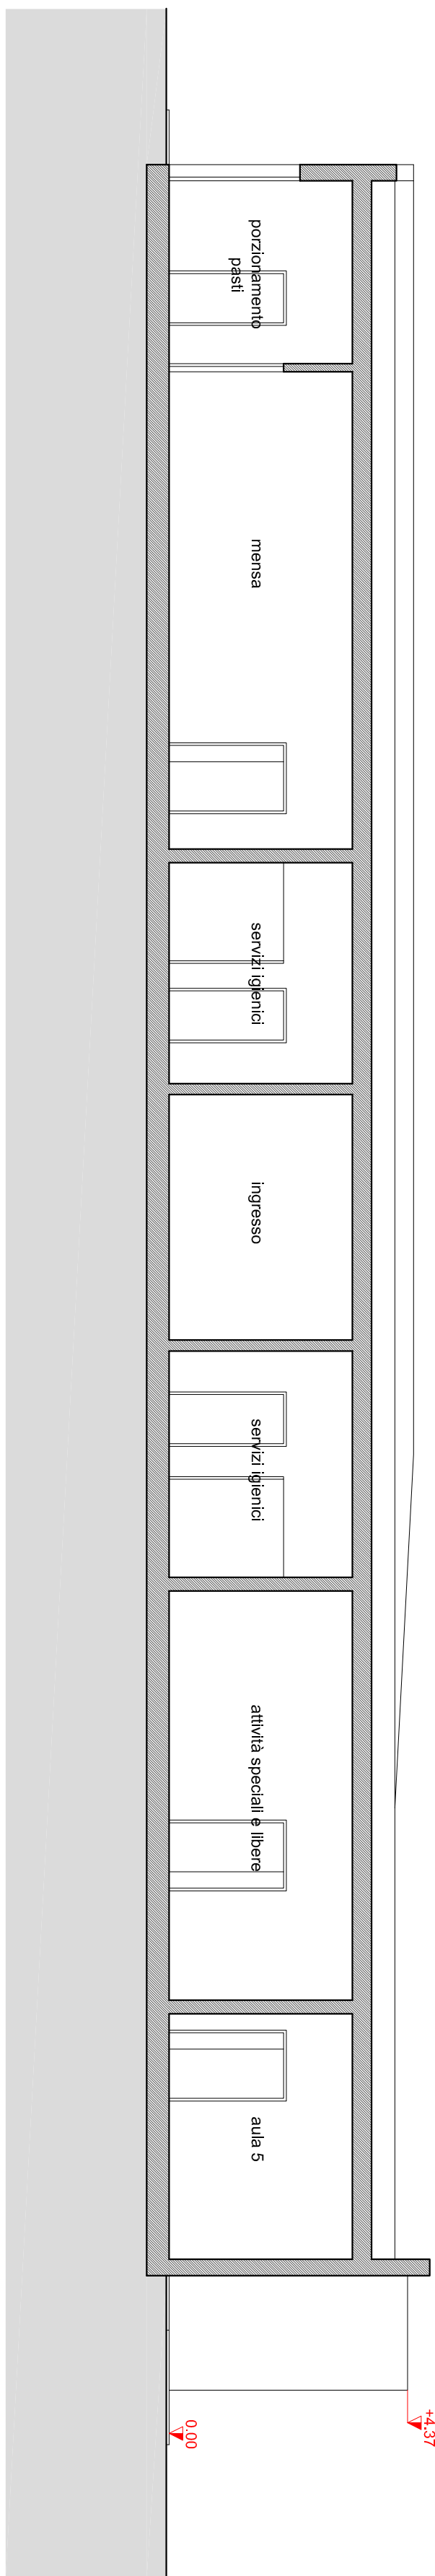 porzionamento
pasti
mensa
servizi igienici
ingresso
servizi igienici
attività speciali e libere
aula 5
+4.37
0.00